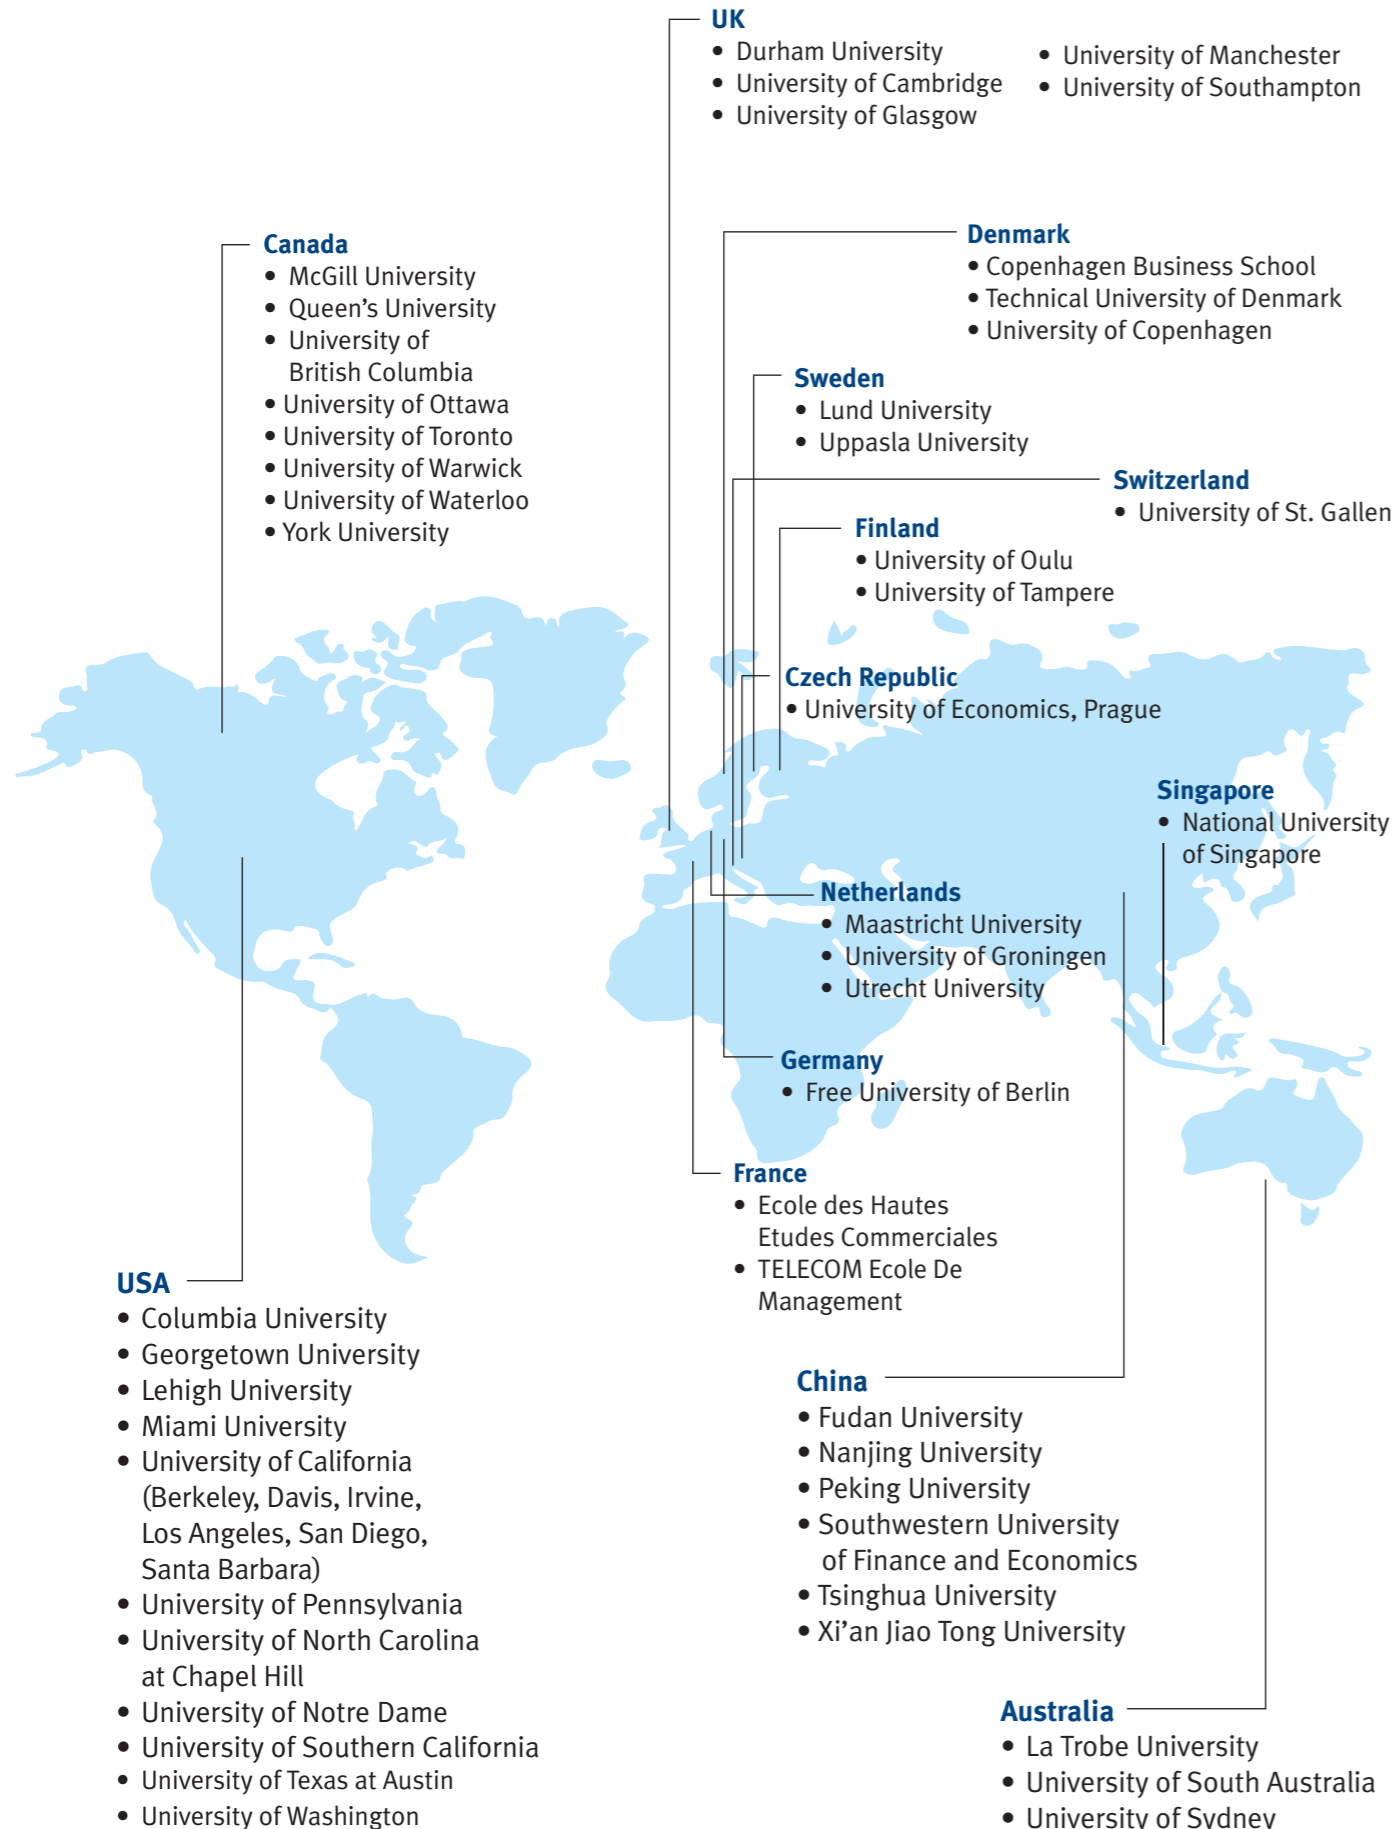 UK
• Durham University
• University of Cambridge
• University of Glasgow
• University of Manchester
• University of Southampton
Canada
• McGill University
• Queen’s University
• University of
British Columbia
• University of Ottawa
• University of Toronto
• University of Warwick
• University of Waterloo
• York University
Denmark
• Copenhagen Business School
• Technical University of Denmark
• University of Copenhagen
Sweden
• Lund University
• Uppasla University
Switzerland
• University of St. Gallen
Finland
• University of Oulu
• University of Tampere
Czech Republic
• University of Economics, Prague
Singapore
• National University
of Singapore
Netherlands
• Maastricht University
• University of Groningen
• Utrecht University
Germany
• Free University of Berlin
France
• Ecole des Hautes
Etudes Commerciales
• TELECOM Ecole De
Management
USA
• Columbia University
• Georgetown University
• Lehigh University
• Miami University
• University of California
(Berkeley, Davis, Irvine,
Los Angeles, San Diego,
Santa Barbara)
• University of Pennsylvania
• University of North Carolina
at Chapel Hill
• University of Notre Dame
• University of Southern California
• University of Texas at Austin
• University of Washington
China
• Fudan University
• Nanjing University
• Peking University
• Southwestern University
of Finance and Economics
• Tsinghua University
• Xi’an Jiao Tong University
Australia
• La Trobe University
• University of South Australia
• University of Sydney